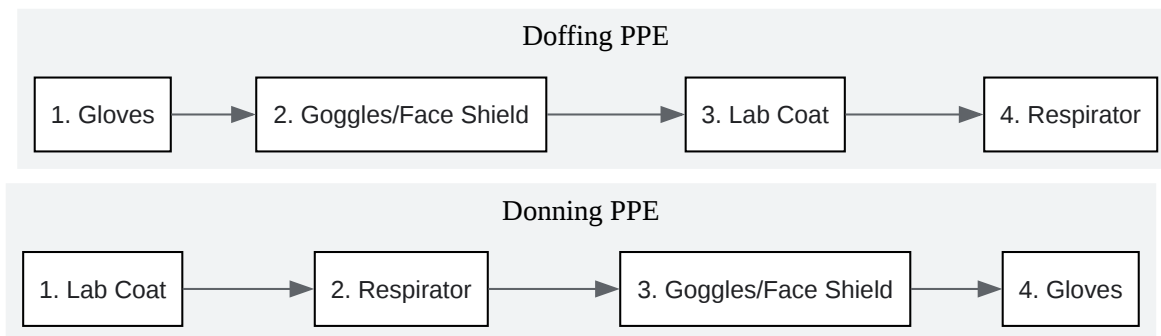 Doffing PPE
1. Gloves
2. Goggles/Face Shield
3. Lab Coat
4. Respirator
Donning PPE
1. Lab Coat
2. Respirator
3. Goggles/Face Shield
4. Gloves